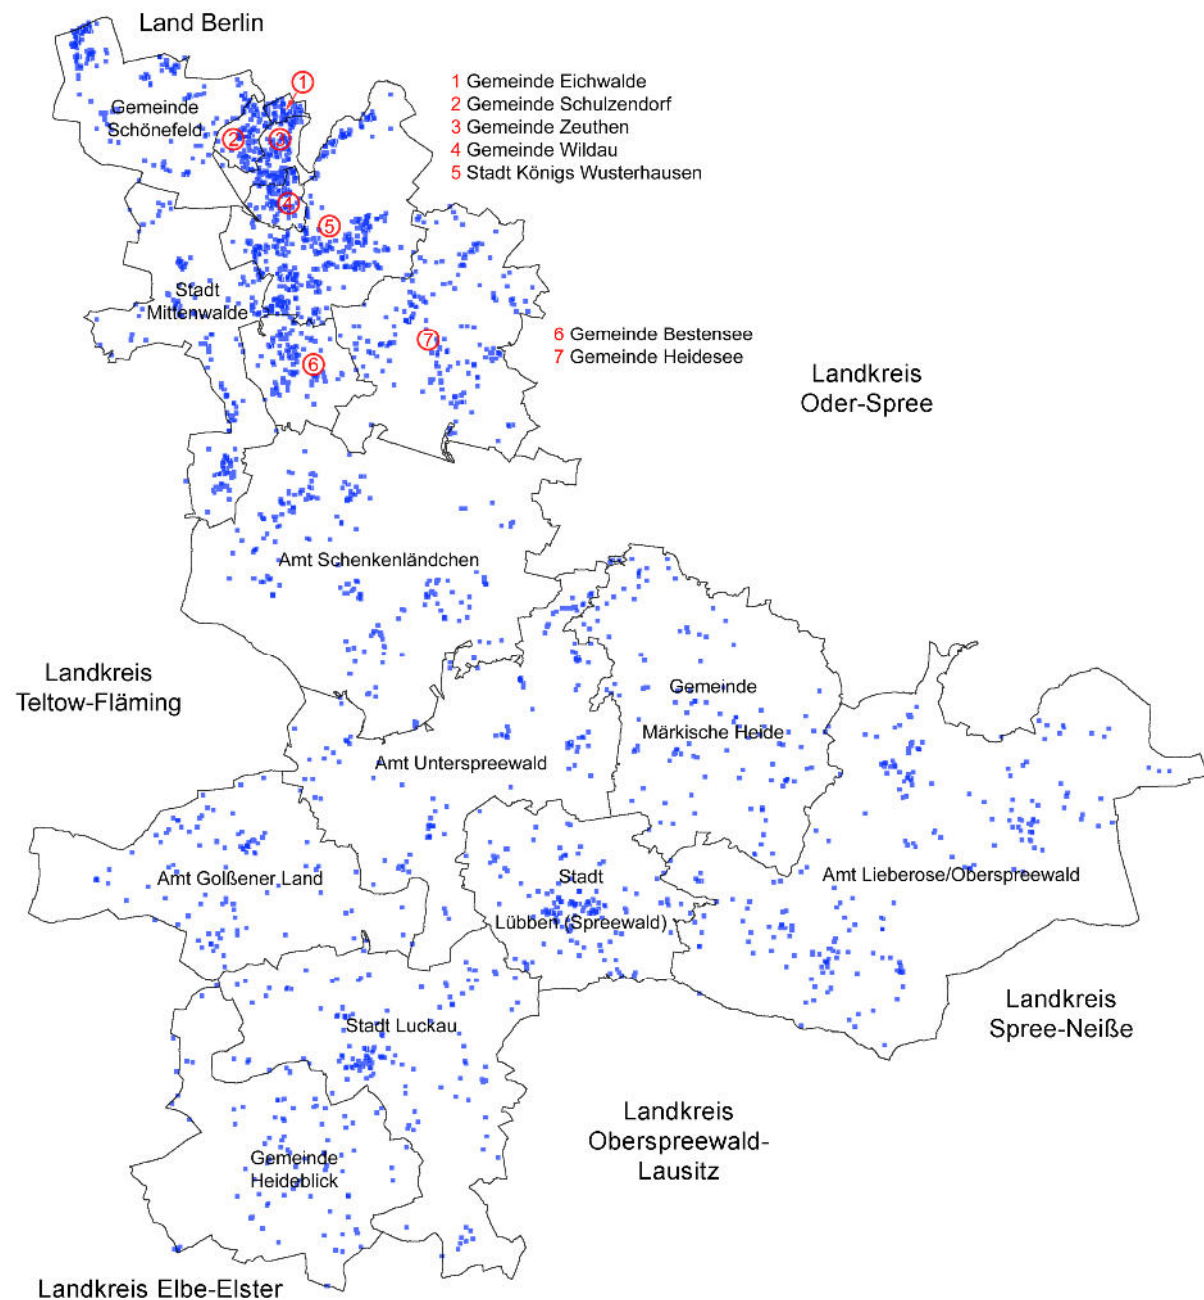 Land Berlin
1
1 Gemeinde Eichwalde
2 Gemeinde Schulzendorf
3 Gemeinde Zeuthen
4 Gemeinde Wildau
5 Stadt Königs Wusterhausen
Gemeinde
Schönefeld
2
3
4
5
Stadt
Mittenwalde
6 Gemeinde Bestensee
7 Gemeinde Heidesee
7
6
Landkreis
Oder-Spree
Amt Schenkenländchen
Landkreis
Teltow-Fläming
Gemeinde
Märkische Heide
Amt Unterspreewald
Amt Golßener Land
Stadt
Lübben (Spreewald)
Amt Lieberose/Oberspreewald
Landkreis
Spree-Neiße
Stadt Luckau
Landkreis
Oberspreewald-
Lausitz
Gemeinde
Heideblick
Landkreis Elbe-Elster